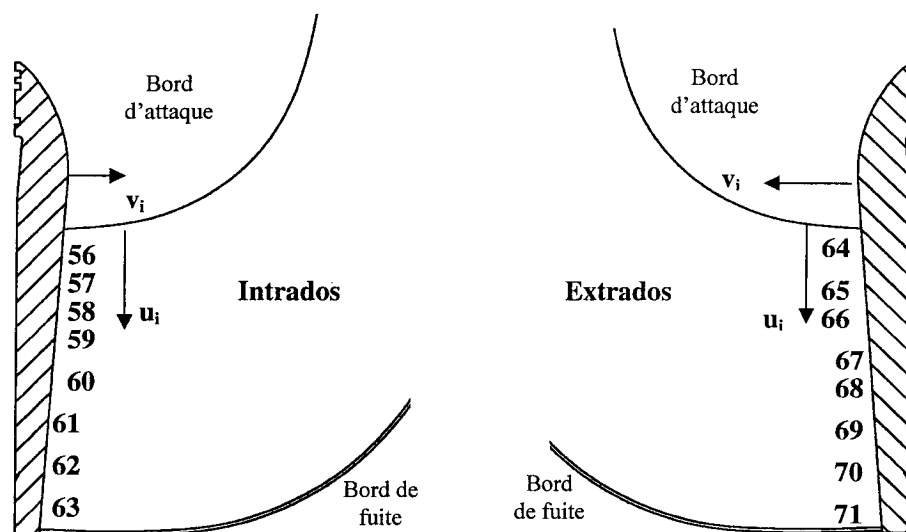 Bord
d'attaque
v_i
56
57
58
59
60
61
62
63
u_i
Intrados
Bord de
fuite
Bord
d'attaque
v_i
Extrados
u_i
64
65
66
67
68
69
70
71
Bord
de fuite